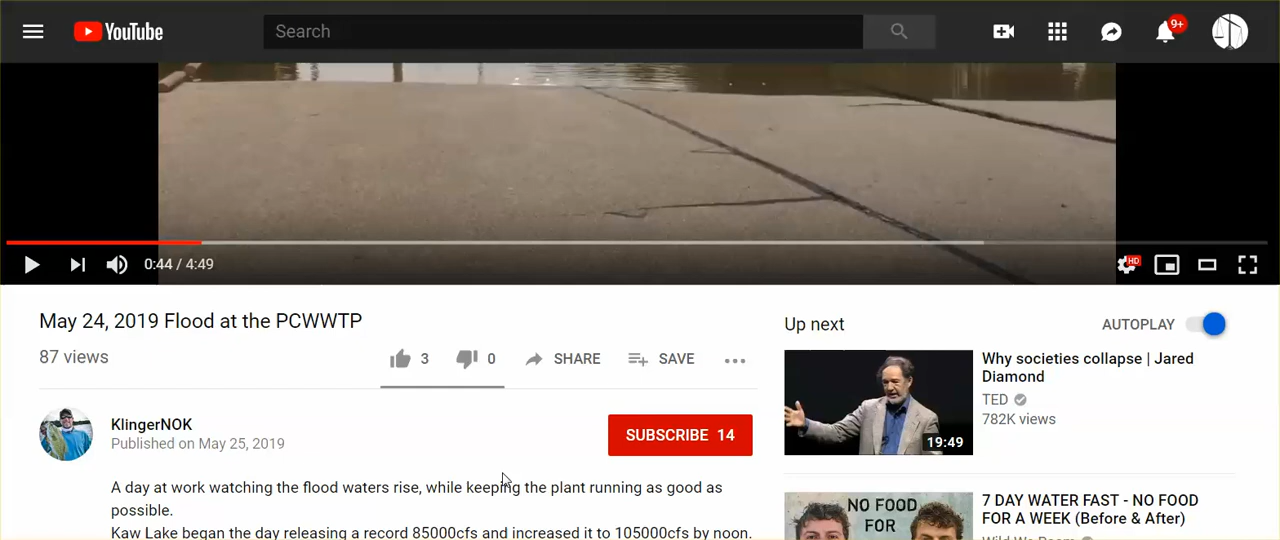 YouTube
Search
9+
0:44 / 4:49
HD
May 24, 2019 Flood at the PCWWTP
87 views
3
0
SHARE
SAVE
KlingerNOK
Published on May 25, 2019
SUBSCRIBE 14
A day at work watching the flood waters rise, while keeping the plant running as good as
possible.
Kaw Lake began the day releasing a record 85000cfs and increased it to 105000cfs by noon.
Up next
AUTOPLAY
Why societies collapse | Jared
Diamond
TED
782K views
19:49
7 DAY WATER FAST - NO FOOD
FOR A WEEK (Before & After)
NO FOOD
FOR